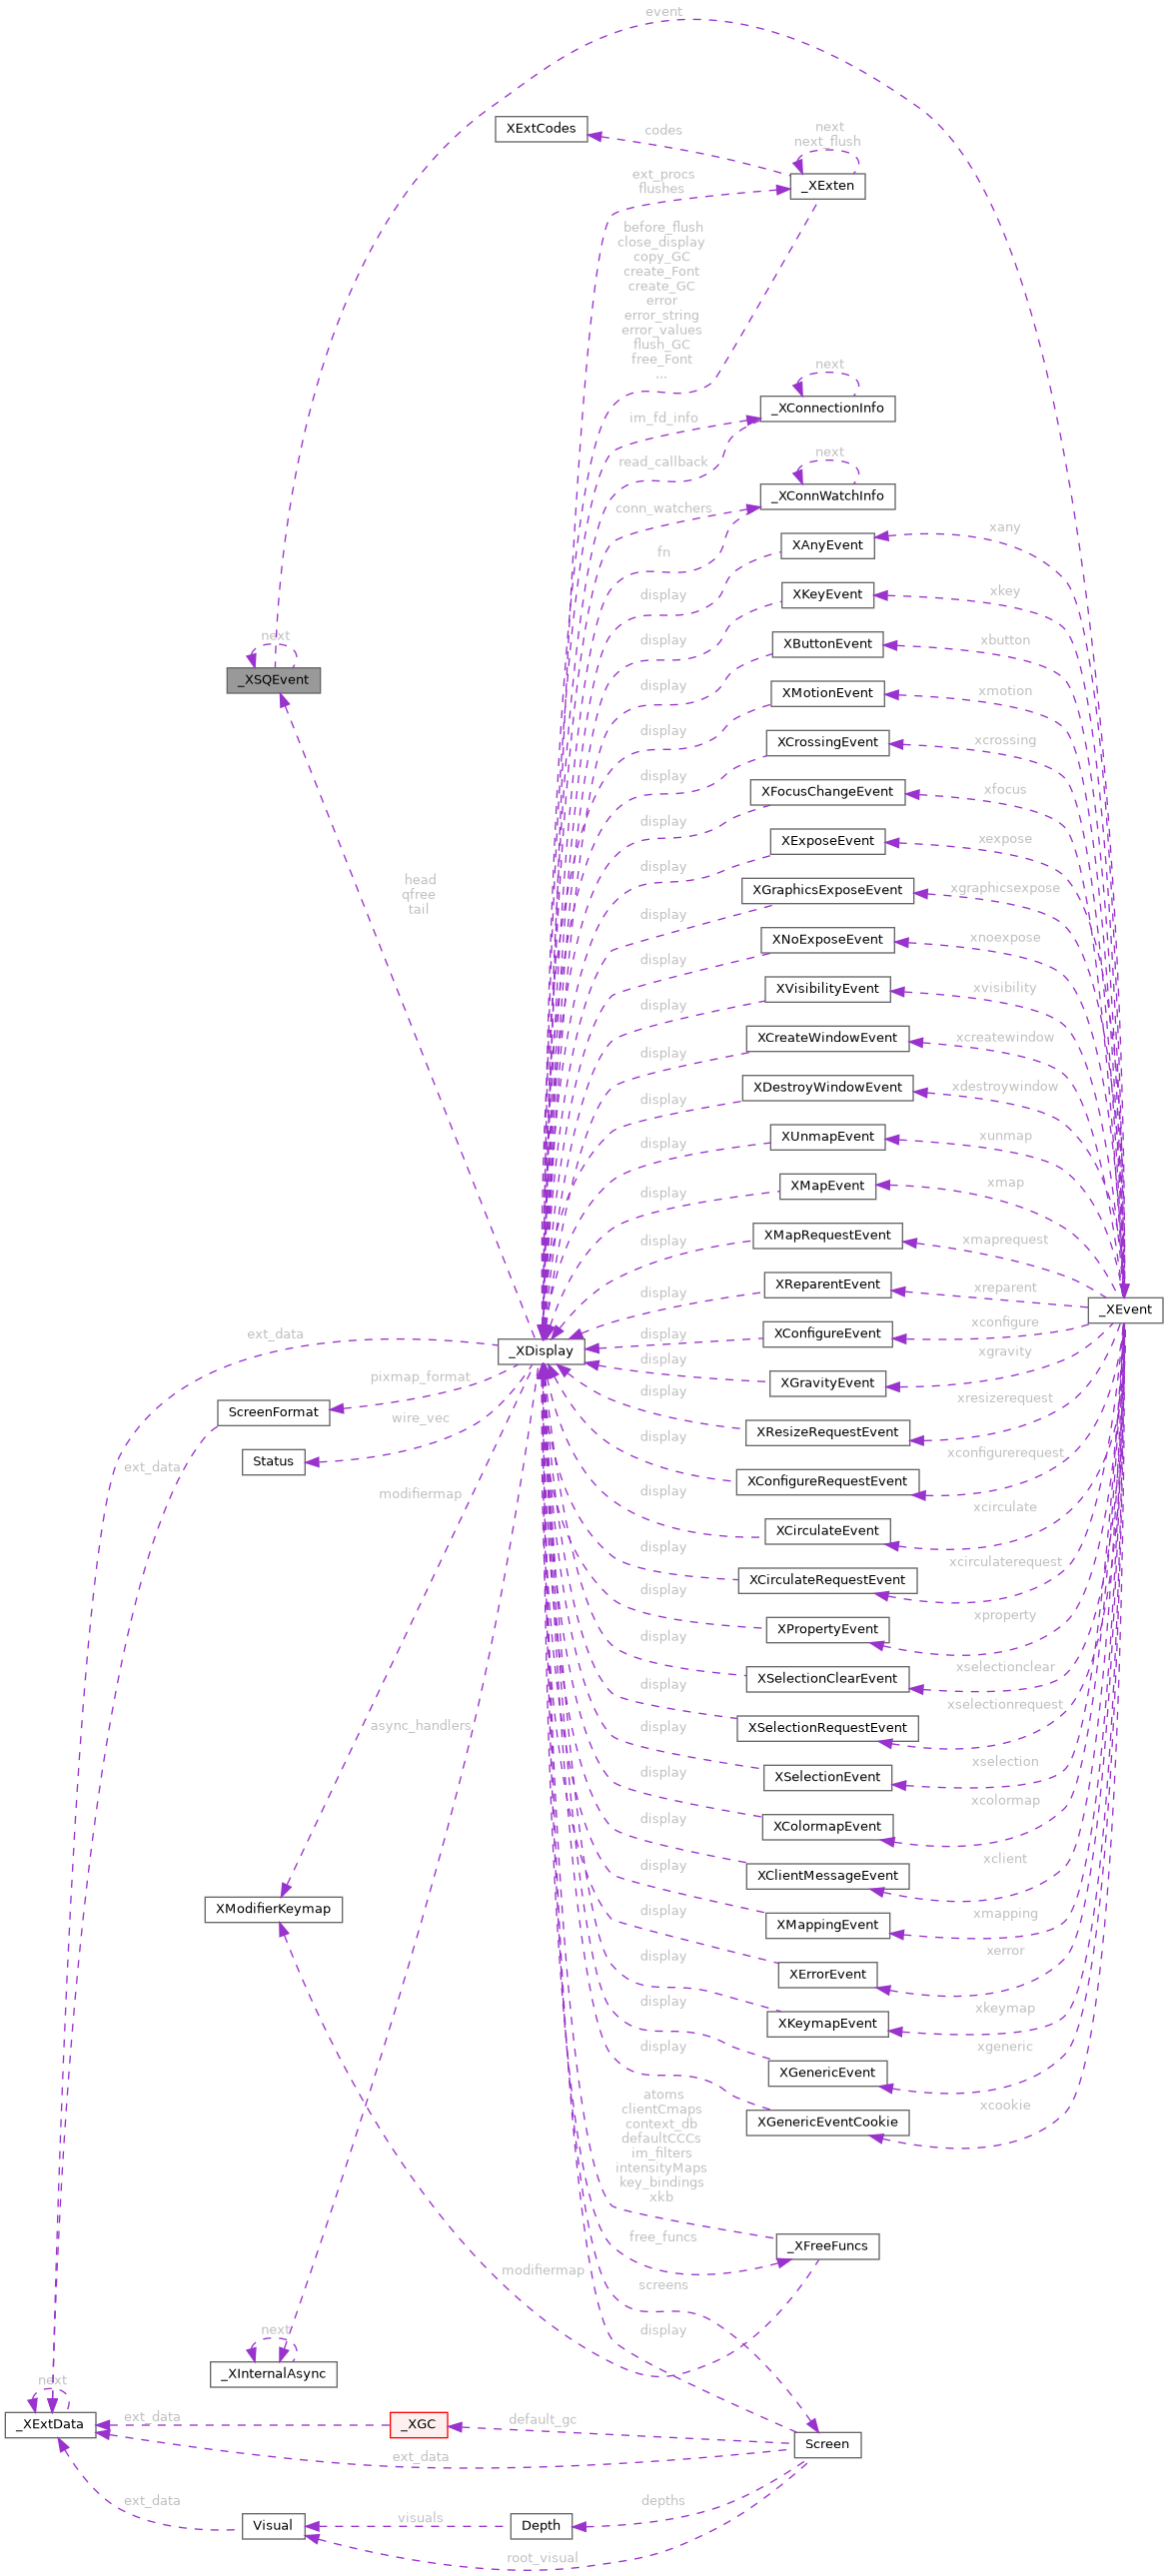 event
XExtCodes
codes
next
next_flush
_XExten
ext_procs
flushes
before_flush
close_display
copy_GC
create_Font
create_GC
error
error_string
error_values
flush_GC
free_Font
...
next
_XConnectionInfo
im_fd_info
read_callback
next
_XConnWatchInfo
conn_watchers
fn
XAnyEvent
xany
display
XKeyEvent
xkey
display
XButtonEvent
xbutton
next
_XSQEvent
display
XMotionEvent
xmotion
display
XCrossingEvent
xcrossing
display
XFocusChangeEvent
xfocus
display
XExposeEvent
xexpose
display
XGraphicsExposeEvent
xgraphicsexpose
head
qfree
tail
display
XNoExposeEvent
xnoexpose
display
XVisibilityEvent
xvisibility
display
XCreateWindowEvent
xcreatewindow
display
XDestroyWindowEvent
xdestroywindow
display
XUnmapEvent
xunmap
display
XMapEvent
xmap
display
XMapRequestEvent
xmaprequest
display
XReparentEvent
xreparent
_XEvent
display
XConfigureEvent
xconfigure
display
ext_data
_XDisplay
display
XGravityEvent
xgravity
pixmap_format
ScreenFormat
display
XResizeRequestEvent
xresizerequest
wire_vec
Status
ext_data
display
XConfigureRequestEvent
xconfigurerequest
modifiermap
display
XCirculateEvent
xcirculate
display
XCirculateRequestEvent
xcirculaterequest
display
XPropertyEvent
xproperty
display
XSelectionClearEvent
xselectionclear
display
XSelectionRequestEvent
xselectionrequest
async_handlers
display
XSelectionEvent
xselection
display
XColormapEvent
xcolormap
display
XClientMessageEvent
xclient
XModifierKeymap
display
XMappingEvent
xmapping
display
XErrorEvent
xerror
display
XKeymapEvent
xkeymap
display
XGenericEvent
xgeneric
display
XGenericEventCookie
xcookie
atoms
clientCmaps
context_db
defaultCCCs
im_filters
intensityMaps
key_bindings
xkb
_XFreeFuncs
free_funcs
modifiermap
screens
display
next
_XInternalAsync
next
_XExtData
ext_data
_XGC
default_gc
Screen
ext_data
ext_data
Visual
visuals
Depth
depths
root_visual